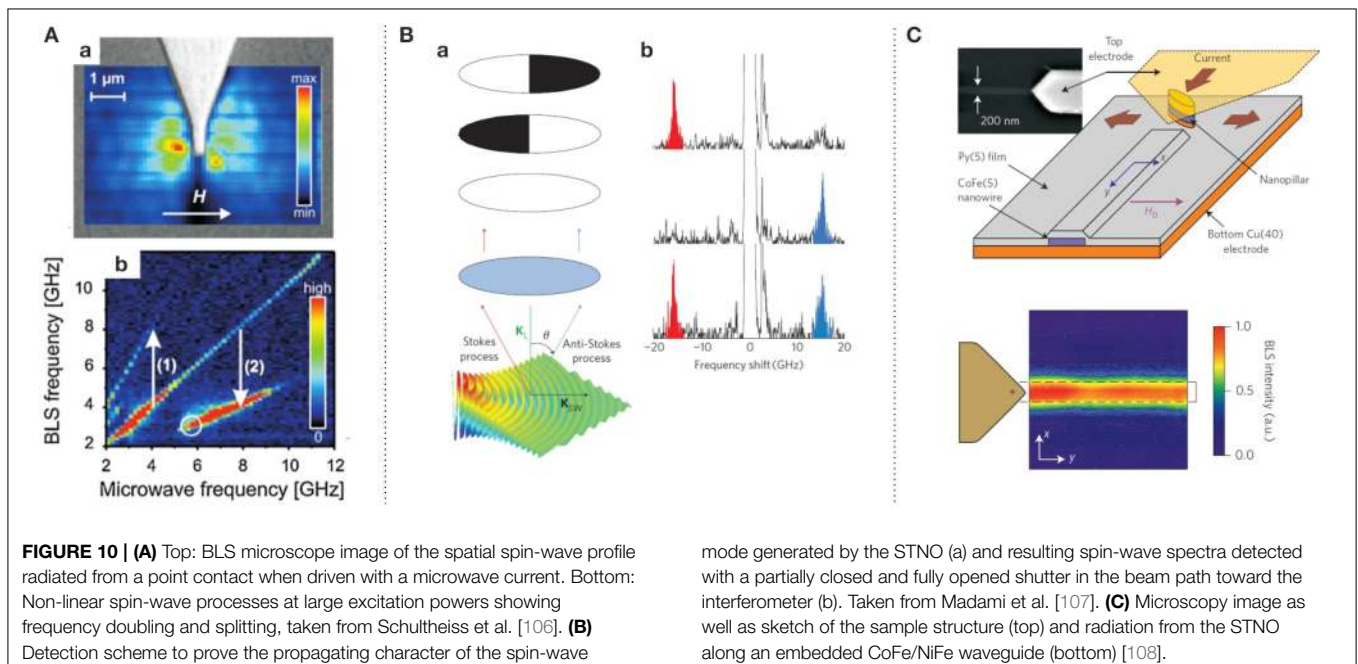 A
a
1 µm
max
min
H
b
BLS frequency [GHz]
10
8
6
4
2
(1)
(2)
high
0
2 4 6 8 10 12
Microwave frequency [GHz]
B
a
K_L
θ
Stokes process
Anti-Stokes process
K_SW
b
−20 −10 0 10 20
Frequency shift (GHz)
C
Top electrode
Current
200 nm
Py(5) film
CoFe(5) nanowire
x
y
H_0
Nanopillar
Bottom Cu(40) electrode
x
y
1.0
0.5
0.0
BLS intensity (a.u.)
FIGURE 10 | (A) Top: BLS microscope image of the spatial spin-wave profile
radiated from a point contact when driven with a microwave current. Bottom:
Non-linear spin-wave processes at large excitation powers showing
frequency doubling and splitting, taken from Schultheiss et al. [106]. (B)
Detection scheme to prove the propagating character of the spin-wave
mode generated by the STNO (a) and resulting spin-wave spectra detected
with a partially closed and fully opened shutter in the beam path toward the
interferometer (b). Taken from Madami et al. [107]. (C) Microscopy image as
well as sketch of the sample structure (top) and radiation from the STNO
along an embedded CoFe/NiFe waveguide (bottom) [108].